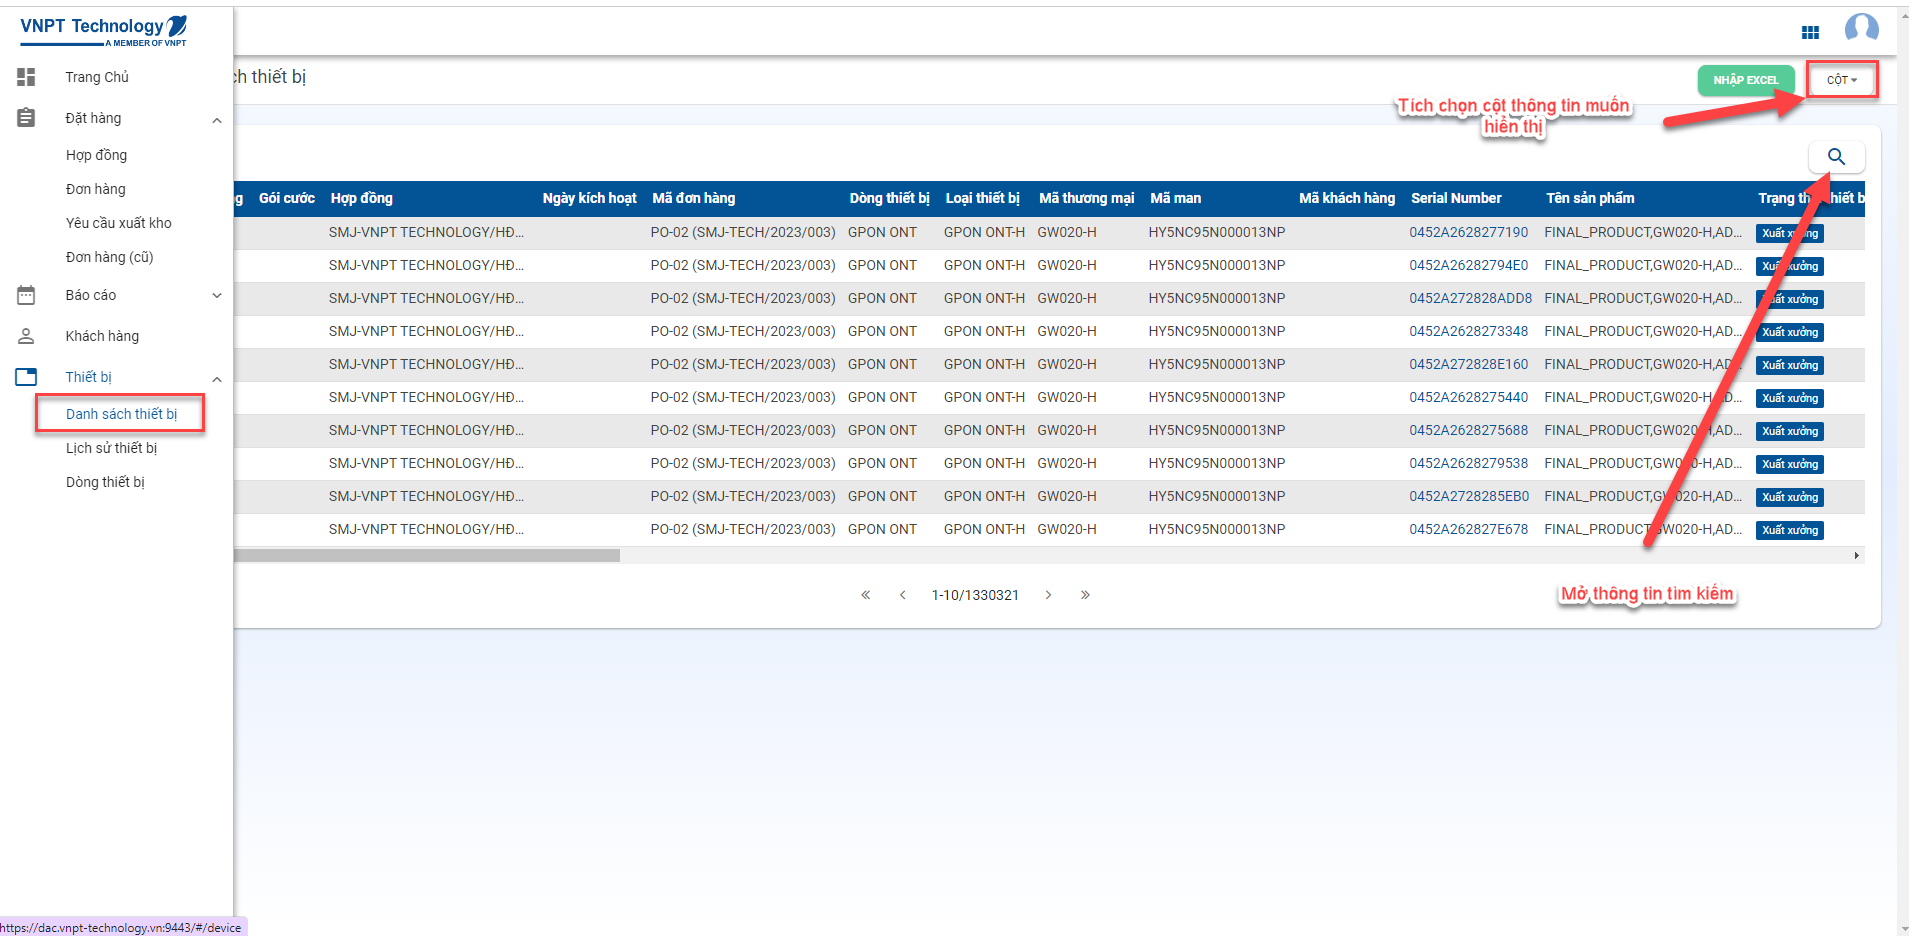 VNPT Technology
A MEMBER OF VNPT
Trang Chủ
Đặt hàng
Hợp đồng
Đơn hàng
Yêu cầu xuất kho
Đơn hàng (cũ)
Báo cáo
Khách hàng
Thiết bị
Danh sách thiết bị
Lịch sử thiết bị
Dòng thiết bị
ch thiết bị
NHẬP EXCEL
CỘT
Tích chọn cột thông tin muốn
hiển thị
g Gói cước Hợp đồng Ngày kích hoạt Mã đơn hàng Dòng thiết bị Loại thiết bị Mã thương mại Mã man Mã khách hàng Serial Number Tên sản phẩm Trạng th hiết b
SMJ-VNPT TECHNOLOGY/HĐ... PO-02 (SMJ-TECH/2023/003) GPON ONT GPON ONT-H GW020-H HY5NC95N000013NP 0452A2628277190 FINAL_PRODUCT,GW020-H,AD... Xuất xưởng
SMJ-VNPT TECHNOLOGY/HĐ... PO-02 (SMJ-TECH/2023/003) GPON ONT GPON ONT-H GW020-H HY5NC95N000013NP 0452A26282794E0 FINAL_PRODUCT,GW020-H,AD... Xuất xưởng
SMJ-VNPT TECHNOLOGY/HĐ... PO-02 (SMJ-TECH/2023/003) GPON ONT GPON ONT-H GW020-H HY5NC95N000013NP 0452A272828ADD8 FINAL_PRODUCT,GW020-H,AD... Xuất xưởng
SMJ-VNPT TECHNOLOGY/HĐ... PO-02 (SMJ-TECH/2023/003) GPON ONT GPON ONT-H GW020-H HY5NC95N000013NP 0452A2628273348 FINAL_PRODUCT,GW020-H,AD... Xuất xưởng
SMJ-VNPT TECHNOLOGY/HĐ... PO-02 (SMJ-TECH/2023/003) GPON ONT GPON ONT-H GW020-H HY5NC95N000013NP 0452A272828E160 FINAL_PRODUCT,GW020-H,AD... Xuất xưởng
SMJ-VNPT TECHNOLOGY/HĐ... PO-02 (SMJ-TECH/2023/003) GPON ONT GPON ONT-H GW020-H HY5NC95N000013NP 0452A2628275440 FINAL_PRODUCT,GW020-H,AD... Xuất xưởng
SMJ-VNPT TECHNOLOGY/HĐ... PO-02 (SMJ-TECH/2023/003) GPON ONT GPON ONT-H GW020-H HY5NC95N000013NP 0452A2628275688 FINAL_PRODUCT,GW020-H,AD... Xuất xưởng
SMJ-VNPT TECHNOLOGY/HĐ... PO-02 (SMJ-TECH/2023/003) GPON ONT GPON ONT-H GW020-H HY5NC95N000013NP 0452A2628279538 FINAL_PRODUCT,GW020-H,AD... Xuất xưởng
SMJ-VNPT TECHNOLOGY/HĐ... PO-02 (SMJ-TECH/2023/003) GPON ONT GPON ONT-H GW020-H HY5NC95N000013NP 0452A2728285EB0 FINAL_PRODUCT,GW020-H,AD... Xuất xưởng
SMJ-VNPT TECHNOLOGY/HĐ... PO-02 (SMJ-TECH/2023/003) GPON ONT GPON ONT-H GW020-H HY5NC95N000013NP 0452A262827E678 FINAL_PRODUCT,GW020-H,AD... Xuất xưởng
« ‹ 1-10/1330321 › »
Mở thông tin tìm kiếm
https://dac.vnpt-technology.vn:9443/#/device